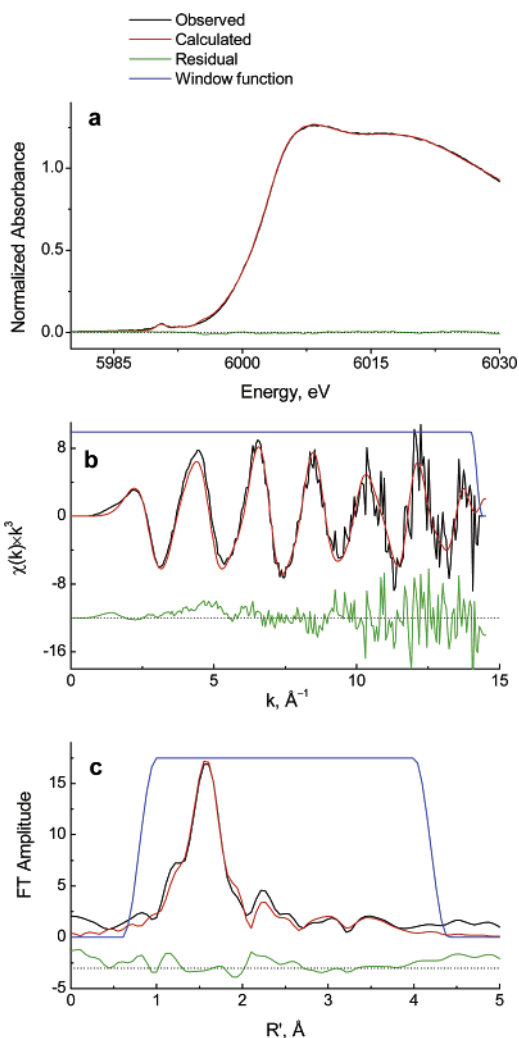 Observed
Calculated
Residual
Window function
a
Normalized Absorbance
1.0
0.5
0.0
5985
6000
6015
6030
Energy, eV
b
χ(k)×k³
8
0
-8
-16
0
5
10
15
k, Å⁻¹
c
FT Amplitude
15
10
5
0
-5
0
1
2
3
4
5
R', Å